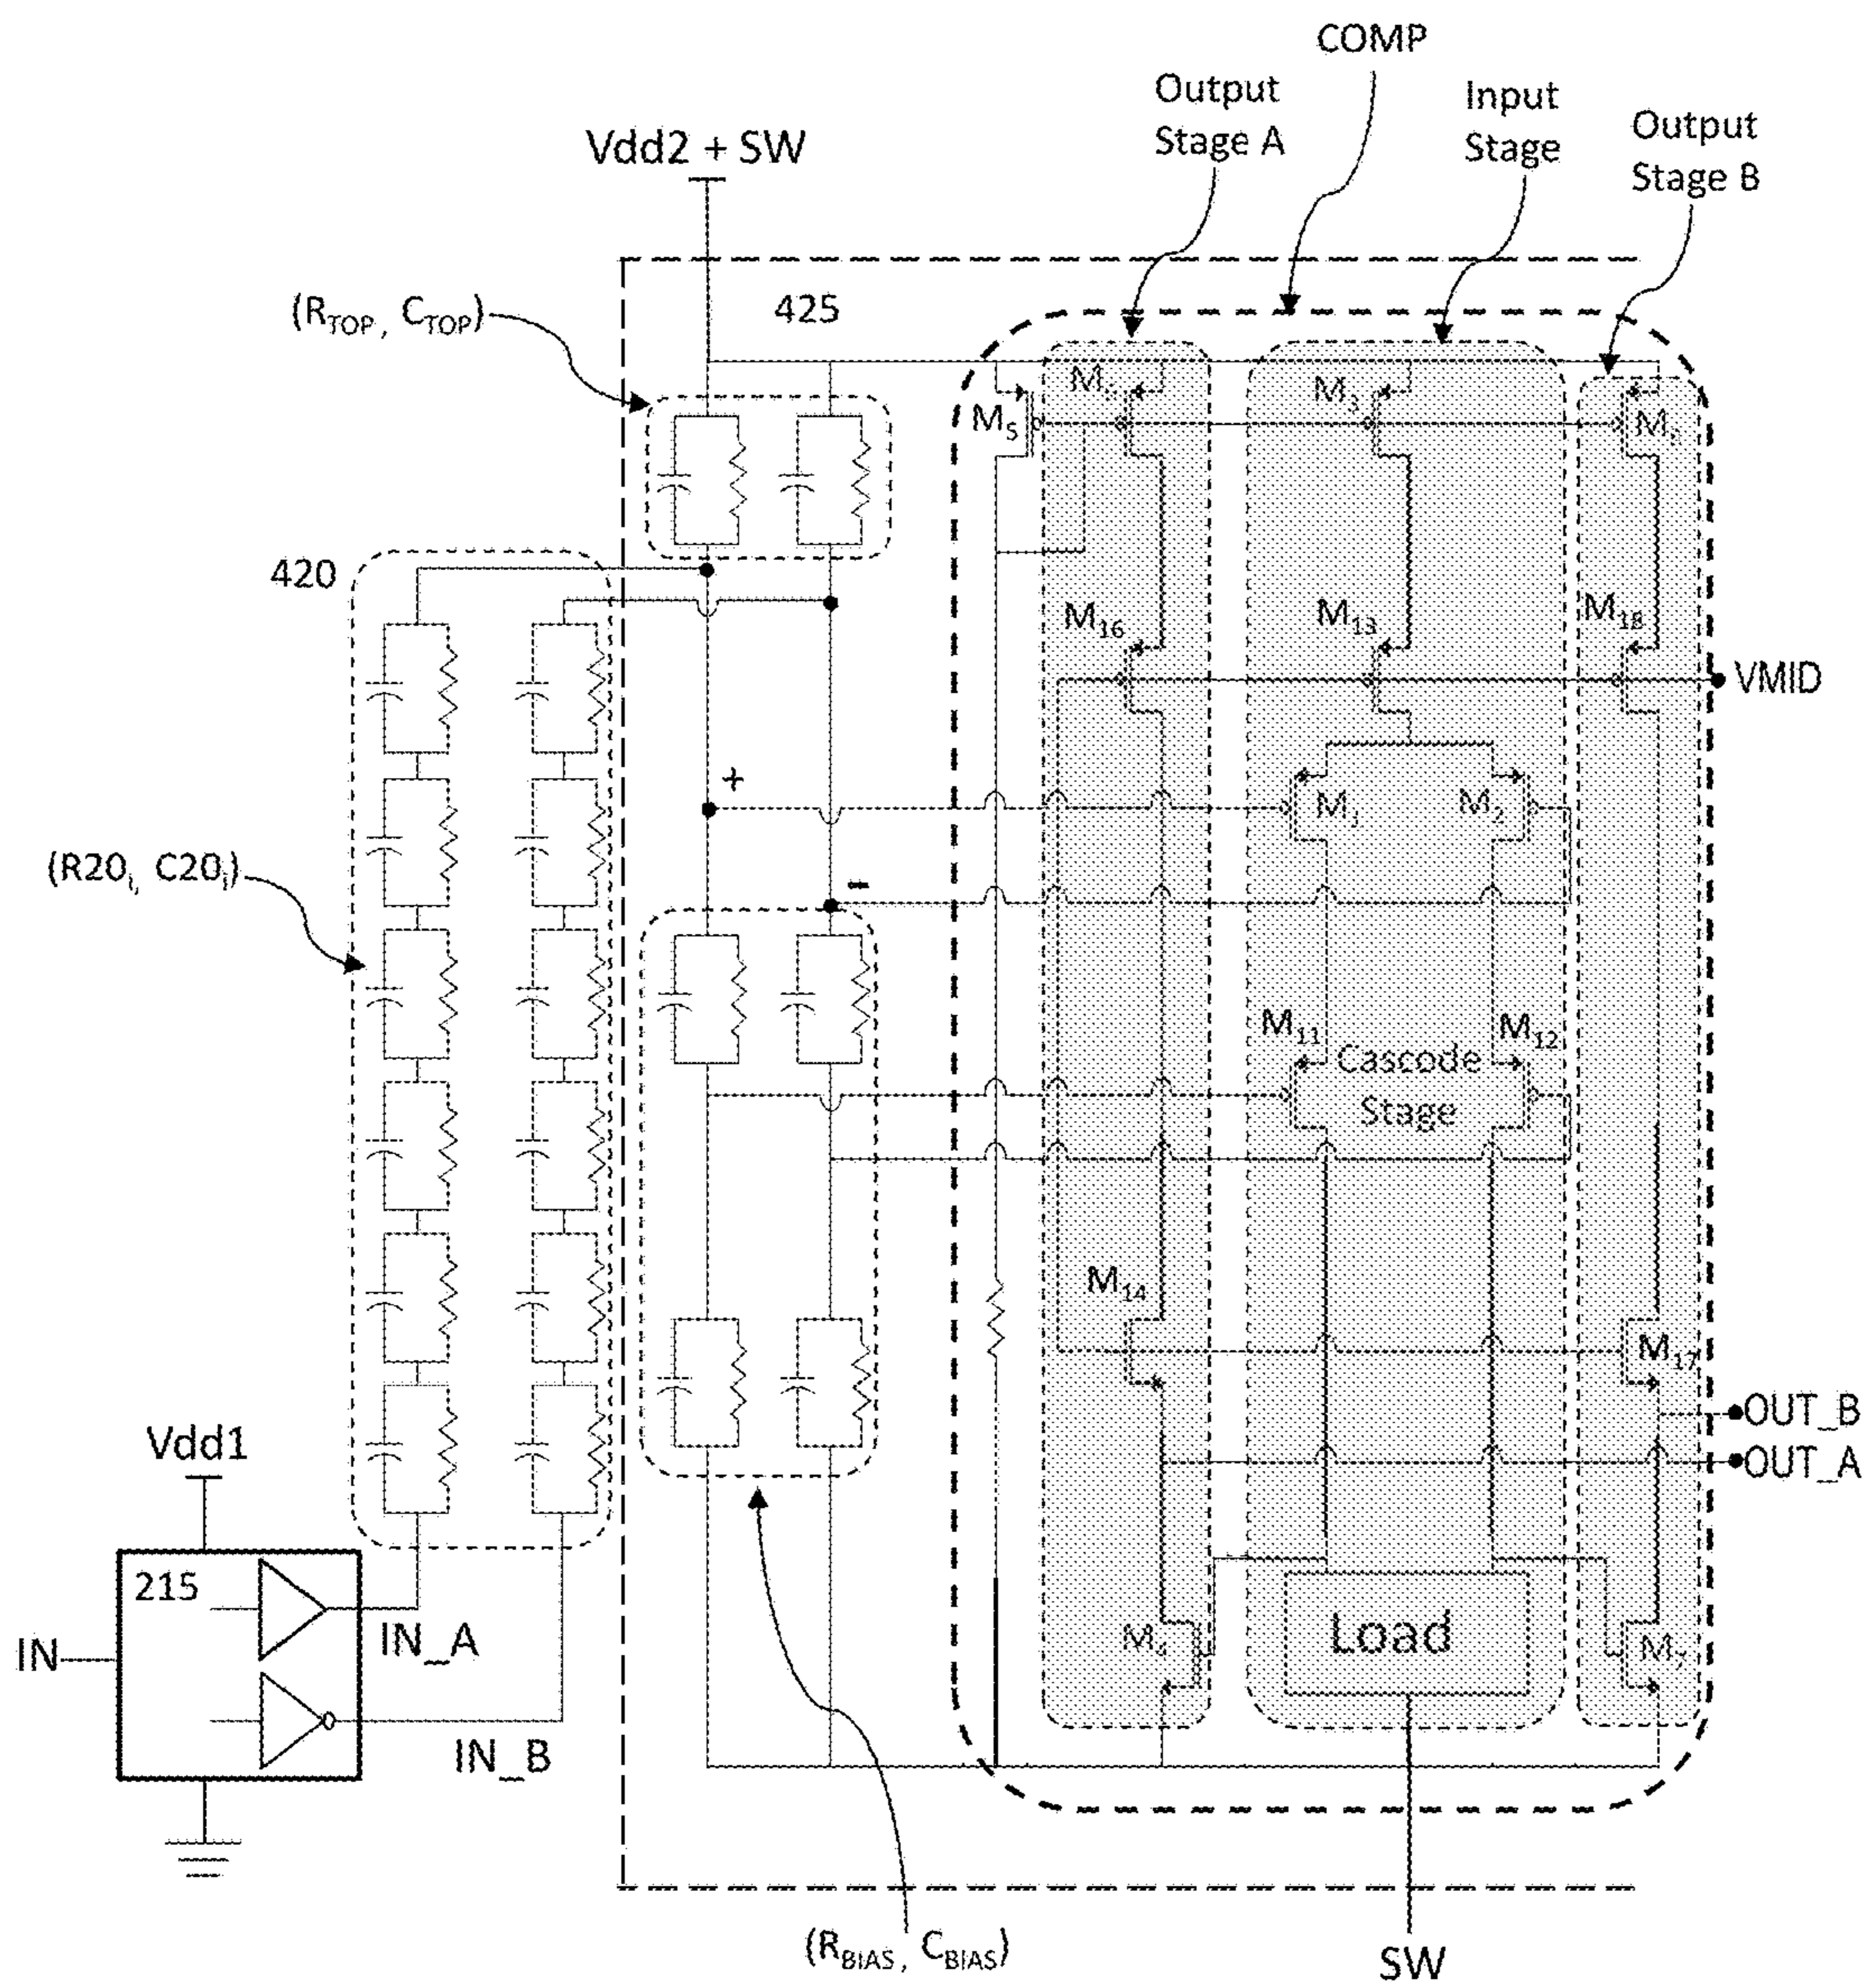 COMP
Output
Stage A
Input
Stage
Output
Stage B
Vdd2 + SW
(R_TOP, C_TOP)
425
M_5
M_3
420
M_16
M_13
M_18
VMID
+
M_1
M_2
(R20_i, C20_i)
-
M_11
M_12
Cascode
Stage
M_14
M_17
OUT_B
OUT_A
Vdd1
215
IN
IN_A
IN_B
Load
M_7
(R_BIAS, C_BIAS)
SW